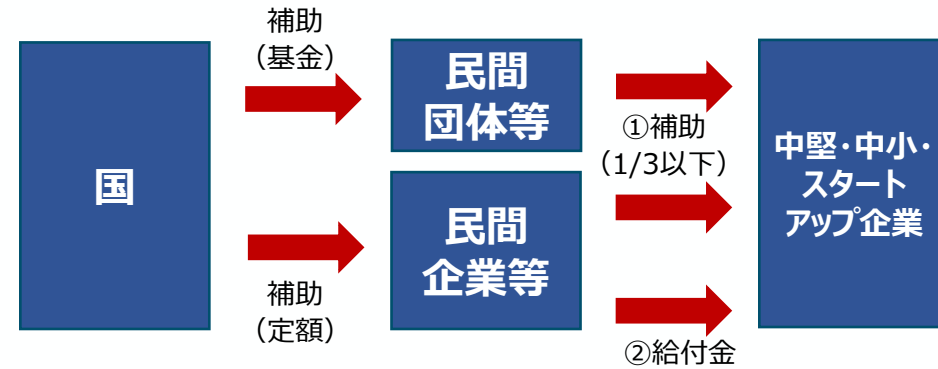 国
補助
（基金）
補助
（定額）
民間
団体等
民間
企業等
①補助
（1/3以下）
②給付金
中堅・中小・
スタート
アップ企業